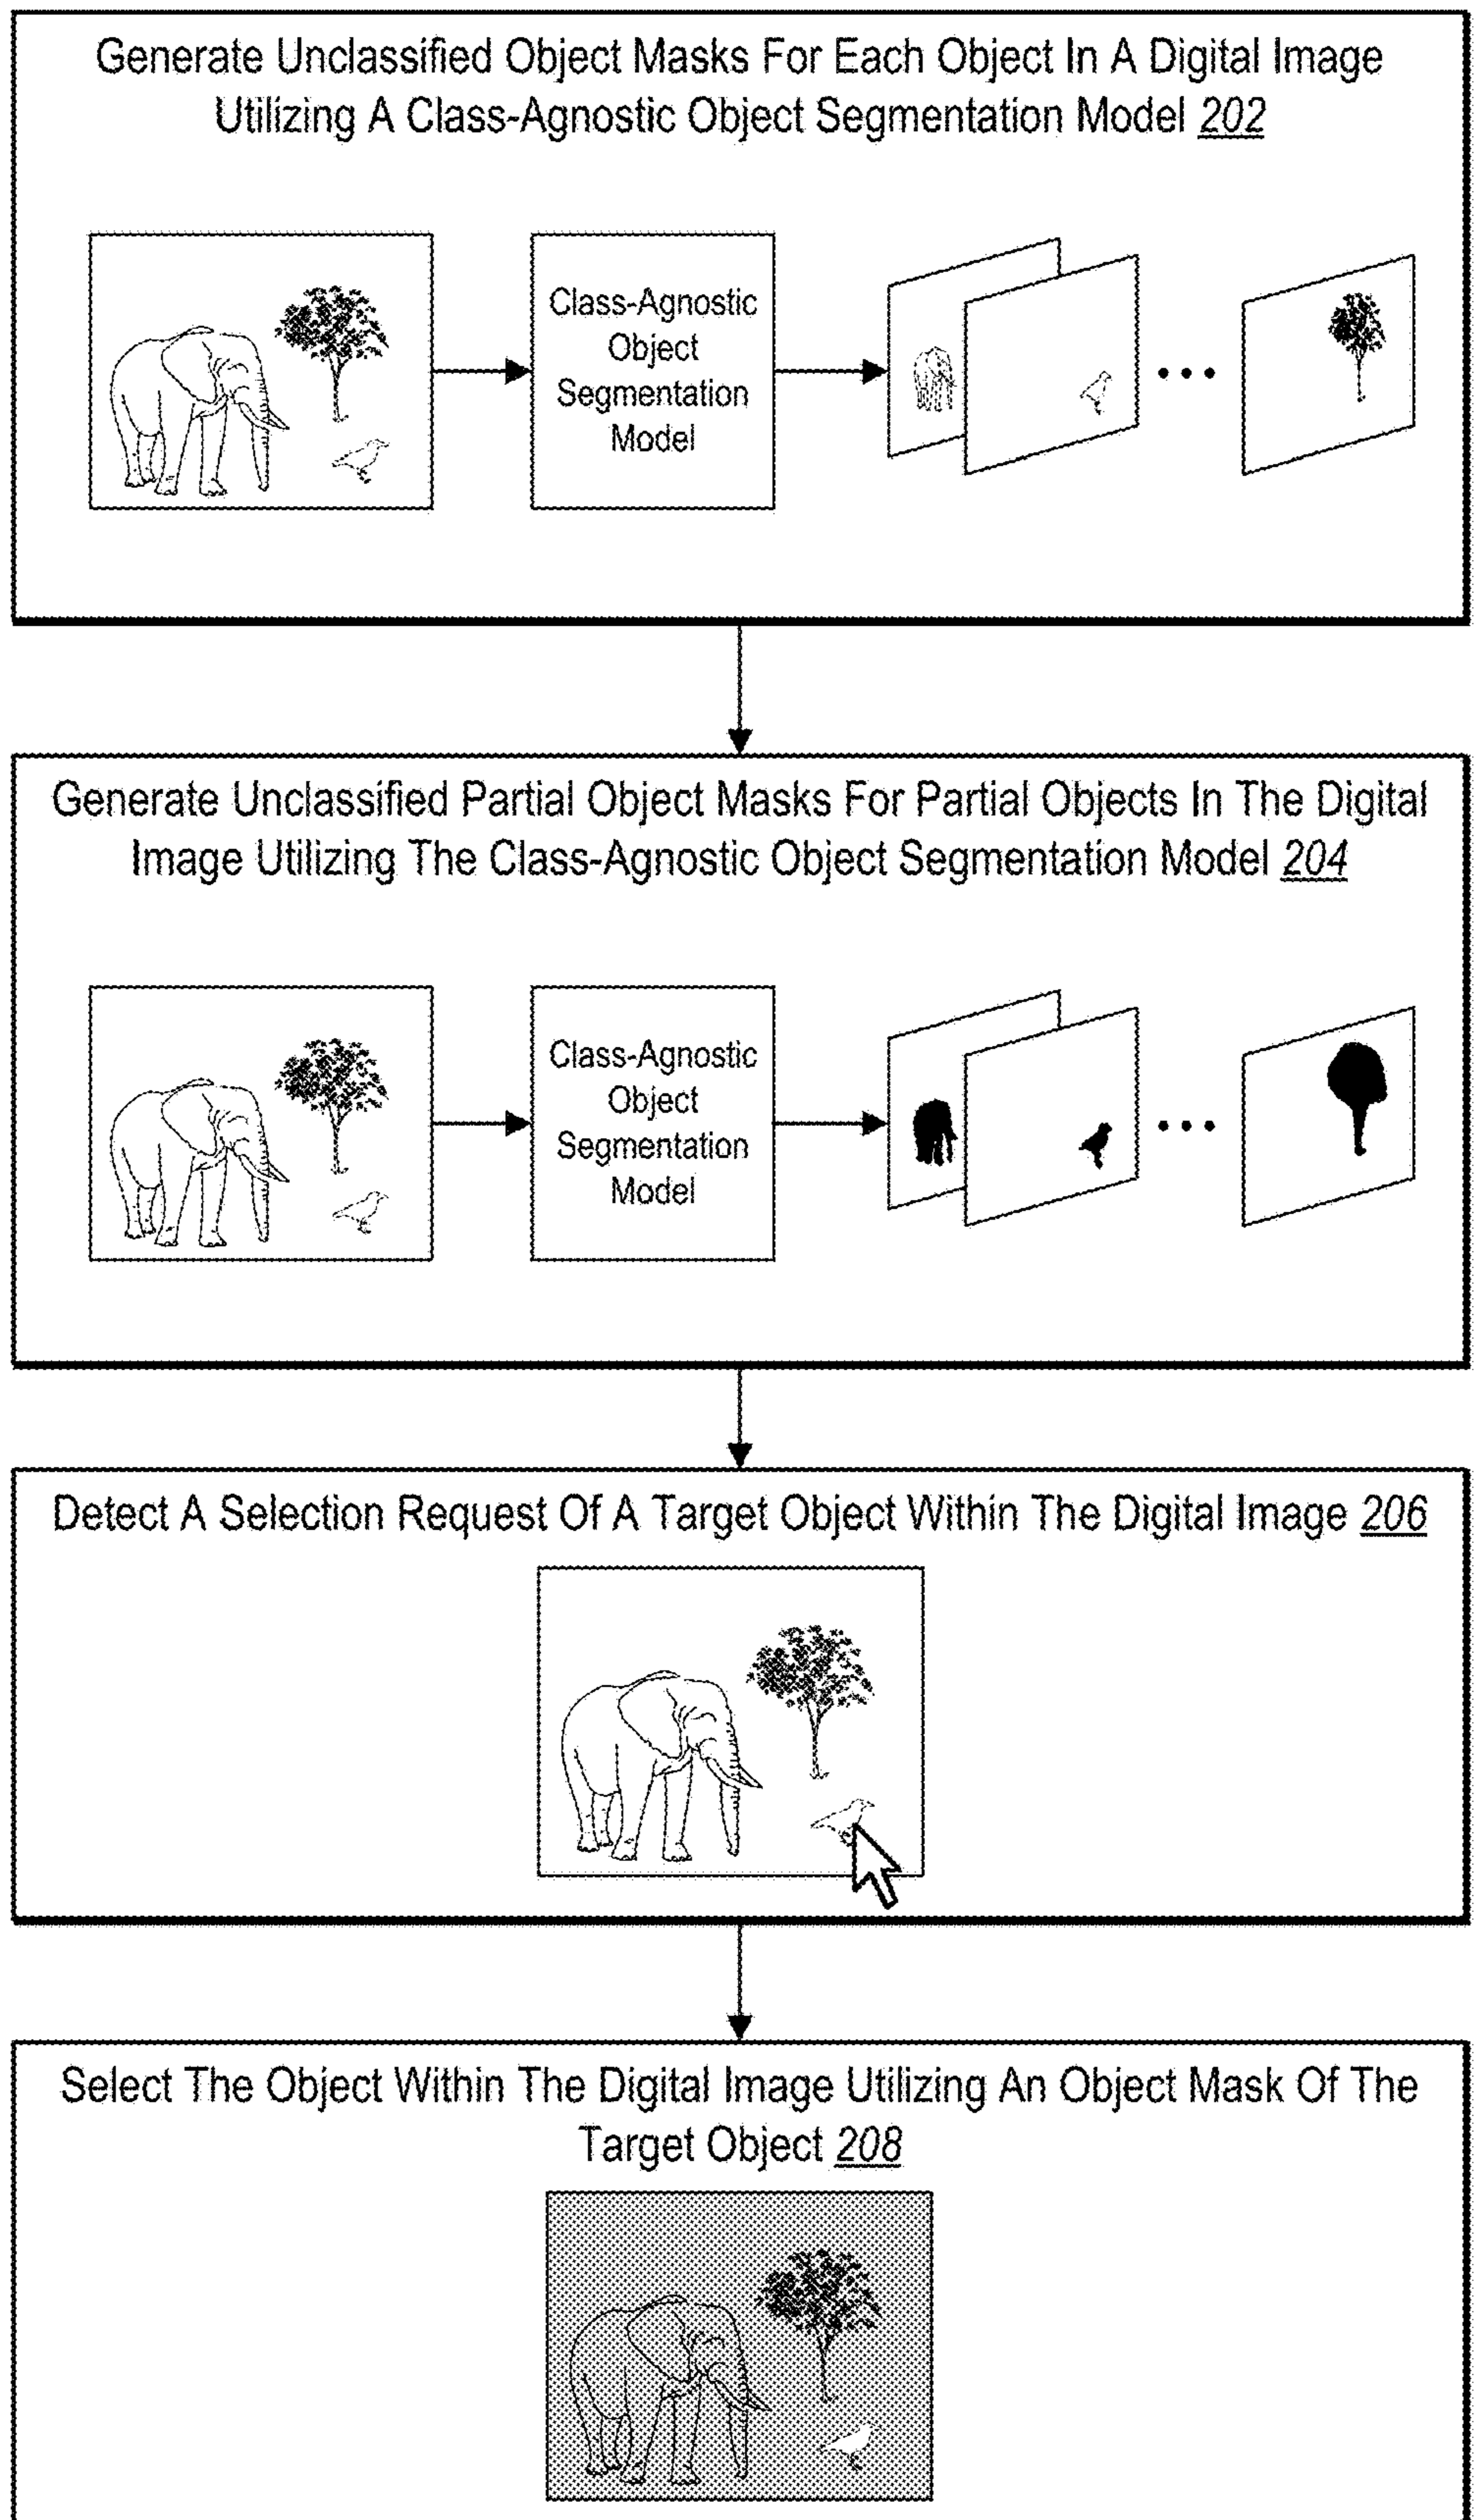 Generate Unclassified Object Masks For Each Object In A Digital Image
Utilizing A Class-Agnostic Object Segmentation Model 202
Class-Agnostic
Object
Segmentation
Model
Generate Unclassified Partial Object Masks For Partial Objects In The Digital
Image Utilizing The Class-Agnostic Object Segmentation Model 204
Class-Agnostic
Object
Segmentation
Model
Detect A Selection Request Of A Target Object Within The Digital Image 206
Select The Object Within The Digital Image Utilizing An Object Mask Of The
Target Object 208